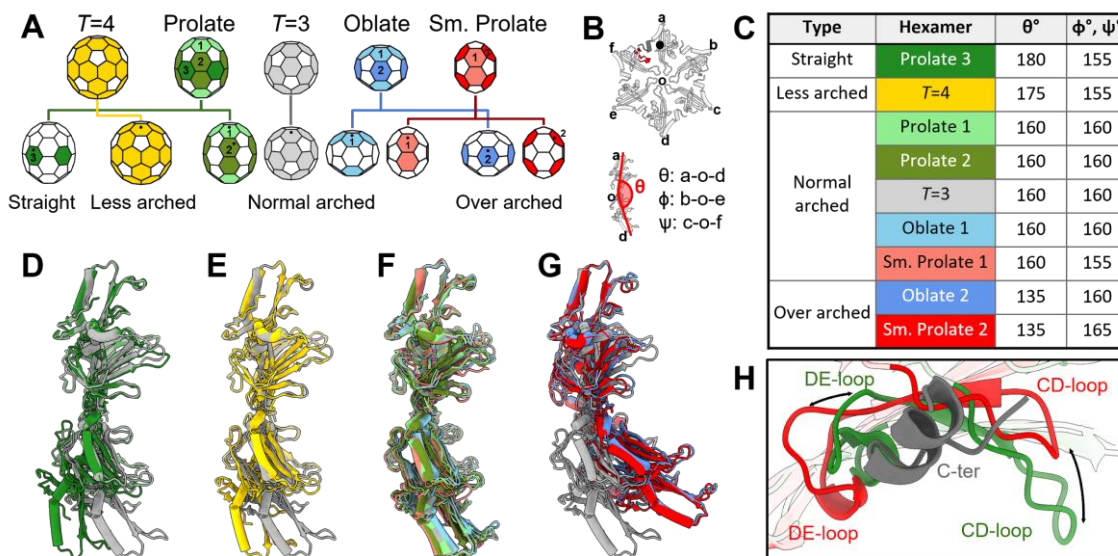 A
T=4
Prolate
T=3
Oblate
Sm. Prolate
1
2
3
1
2
1
2
3
1
2
1
1
2
2
Straight
Less arched
Normal arched
Over arched
B
a
b
c
d
e
f
o
a
o
d
θ
θ: a-o-d
ϕ: b-o-e
ψ: c-o-f
C
Type Hexamer θ° ϕ°, ψ°
Straight Prolate 3 180 155
Less arched T=4 175 155
Normal arched Prolate 1 160 160
Prolate 2 160 160
T=3 160 160
Oblate 1 160 160
Sm. Prolate 1 160 155
Over arched Oblate 2 135 160
Sm. Prolate 2 135 165
D
E
F
G
H
DE-loop
CD-loop
C-ter
DE-loop
CD-loop